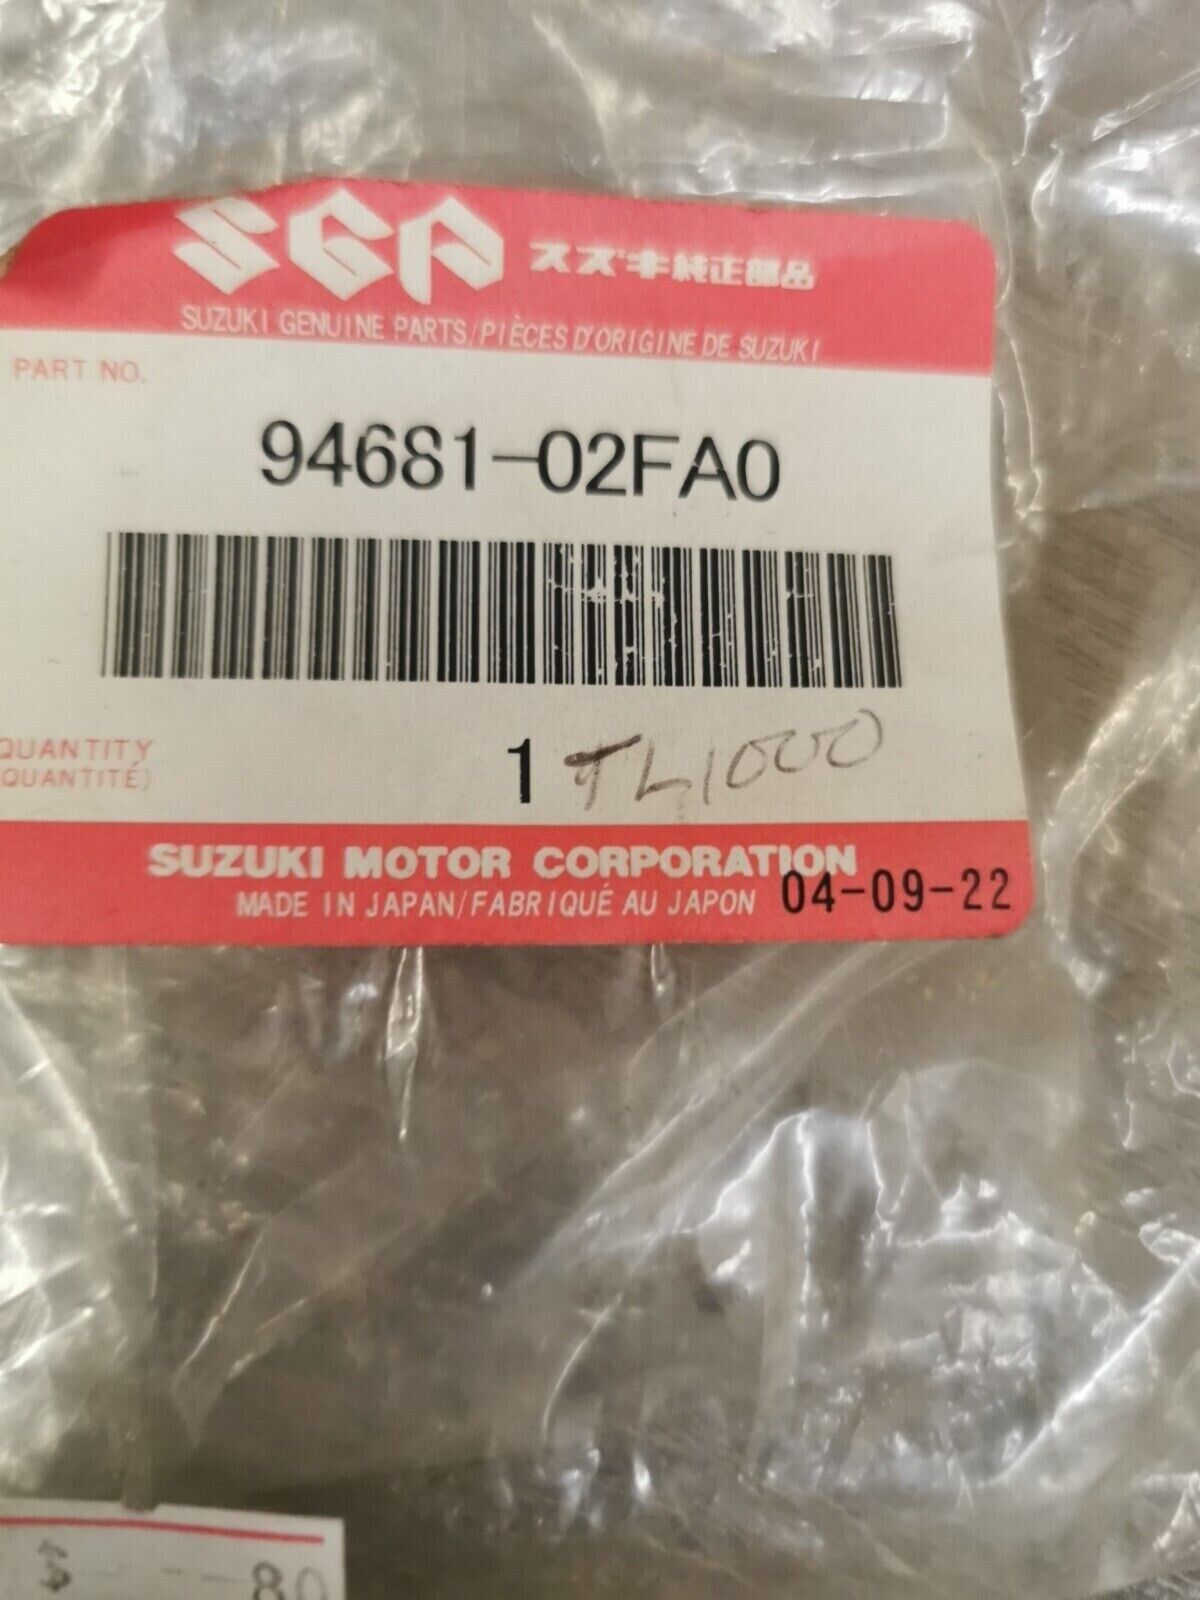 SGP スズキ純正部品
SUZUKI GENUINE PARTS/PIÈCES D'ORIGINE DE SUZUKI
PART NO.
94681-02FA0
QUANTITY
(QUANTITÉ)
1 TL1000
SUZUKI MOTOR CORPORATION
MADE IN JAPAN/FABRIQUÉ AU JAPON 04-09-22